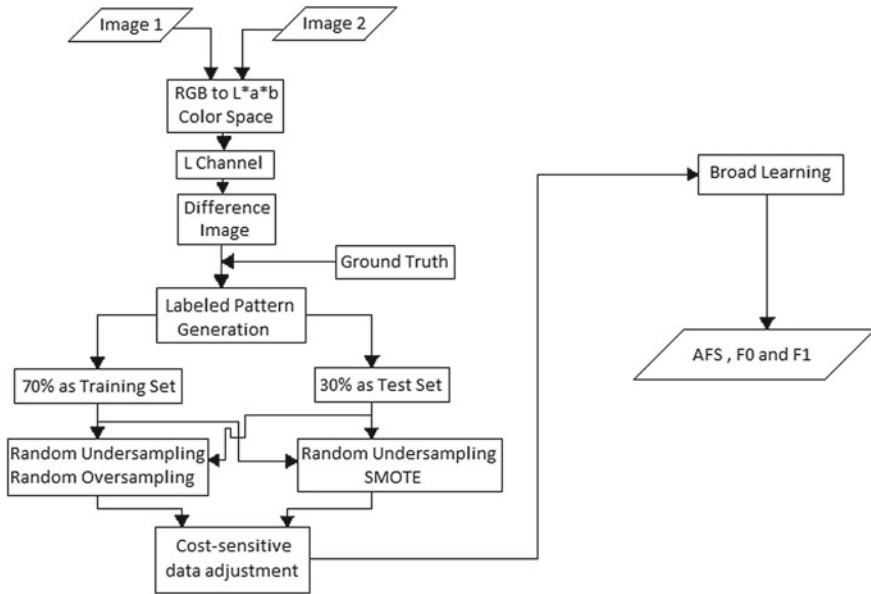 Image 1
Image 2
RGB to L*a*b
Color Space
L Channel
Difference
Image
Ground Truth
Labeled Pattern
Generation
70% as Training Set
30% as Test Set
Random Undersampling
Random Oversampling
Random Undersampling
SMOTE
Cost-sensitive
data adjustment
Broad Learning
AFS , F0 and F1